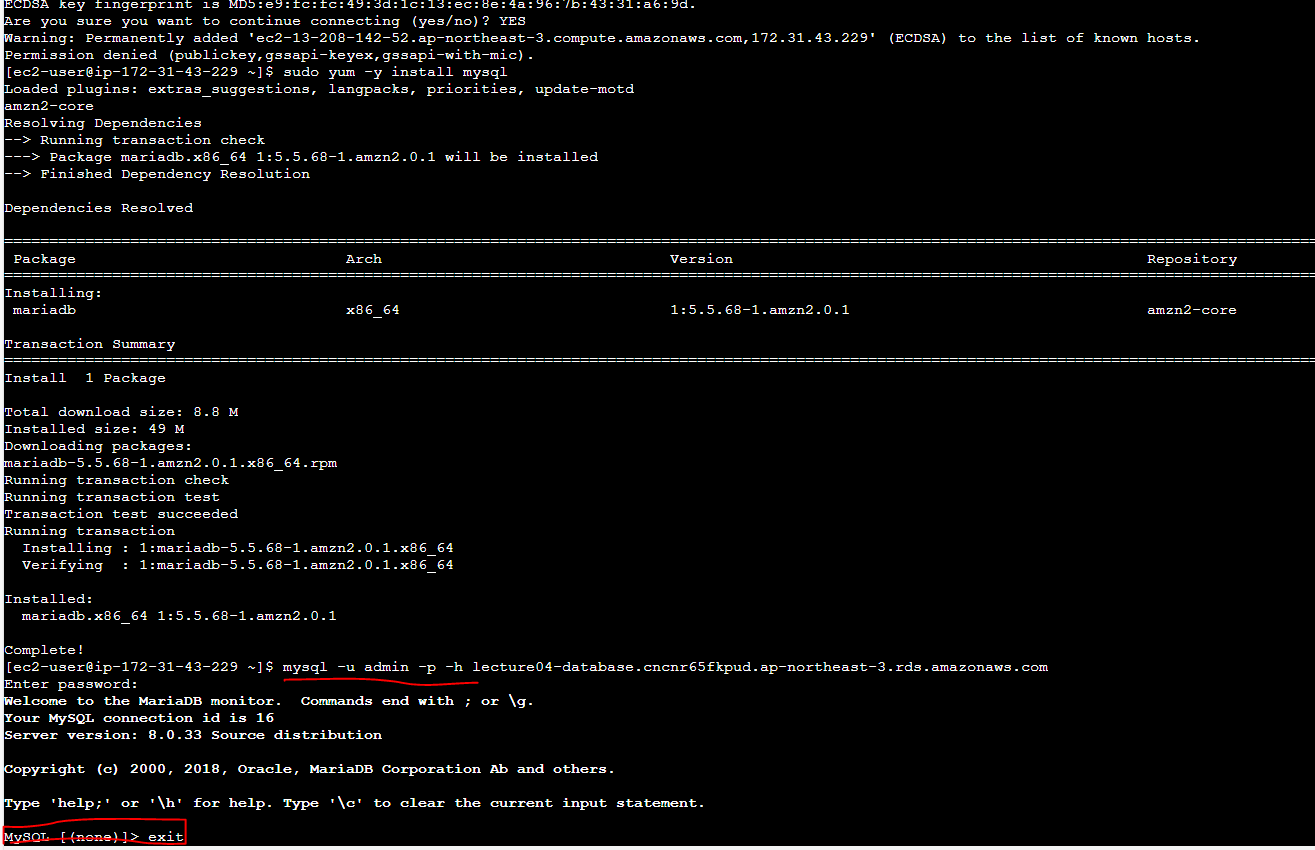 ECDSA key fingerprint is MD5:e9:fc:fc:49:3d:1c:13:ec:8e:4a:96:7b:43:31:a6:9d.
Are you sure you want to continue connecting (yes/no)? YES
Warning: Permanently added 'ec2-13-208-142-52.ap-northeast-3.compute.amazonaws.com,172.31.43.229' (ECDSA) to the list of known hosts.
Permission denied (publickey,gssapi-keyex,gssapi-with-mic).
[ec2-user@ip-172-31-43-229 ~]$ sudo yum -y install mysql
Loaded plugins: extras_suggestions, langpacks, priorities, update-motd
amzn2-core
Resolving Dependencies
--> Running transaction check
---> Package mariadb.x86_64 1:5.5.68-1.amzn2.0.1 will be installed
--> Finished Dependency Resolution

Dependencies Resolved

================================================================================
Package Arch Version Repository
================================================================================
Installing:
mariadb x86_64 1:5.5.68-1.amzn2.0.1 amzn2-core

Transaction Summary
================================================================================
Install  1 Package

Total download size: 8.8 M
Installed size: 49 M
Downloading packages:
mariadb-5.5.68-1.amzn2.0.1.x86_64.rpm
Running transaction check
Running transaction test
Transaction test succeeded
Running transaction
  Installing : 1:mariadb-5.5.68-1.amzn2.0.1.x86_64
  Verifying  : 1:mariadb-5.5.68-1.amzn2.0.1.x86_64

Installed:
  mariadb.x86_64 1:5.5.68-1.amzn2.0.1

Complete!
[ec2-user@ip-172-31-43-229 ~]$ mysql -u admin -p -h lecture04-database.cncnr65fkpud.ap-northeast-3.rds.amazonaws.com
Enter password:
Welcome to the MariaDB monitor.  Commands end with ; or \g.
Your MySQL connection id is 16
Server version: 8.0.33 Source distribution

Copyright (c) 2000, 2018, Oracle, MariaDB Corporation Ab and others.

Type 'help;' or '\h' for help. Type '\c' to clear the current input statement.

MySQL [(none)]> exit